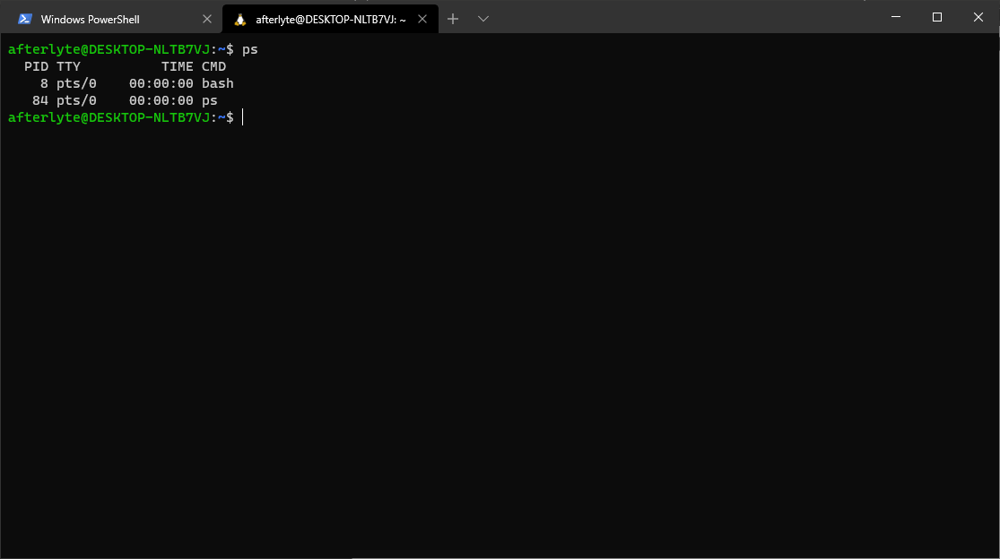 Windows PowerShell
afterlyte@DESKTOP-NLTB7VJ: ~
afterlyte@DESKTOP-NLTB7VJ:~$ ps
  PID TTY          TIME CMD
    8 pts/0    00:00:00 bash
   84 pts/0    00:00:00 ps
afterlyte@DESKTOP-NLTB7VJ:~$